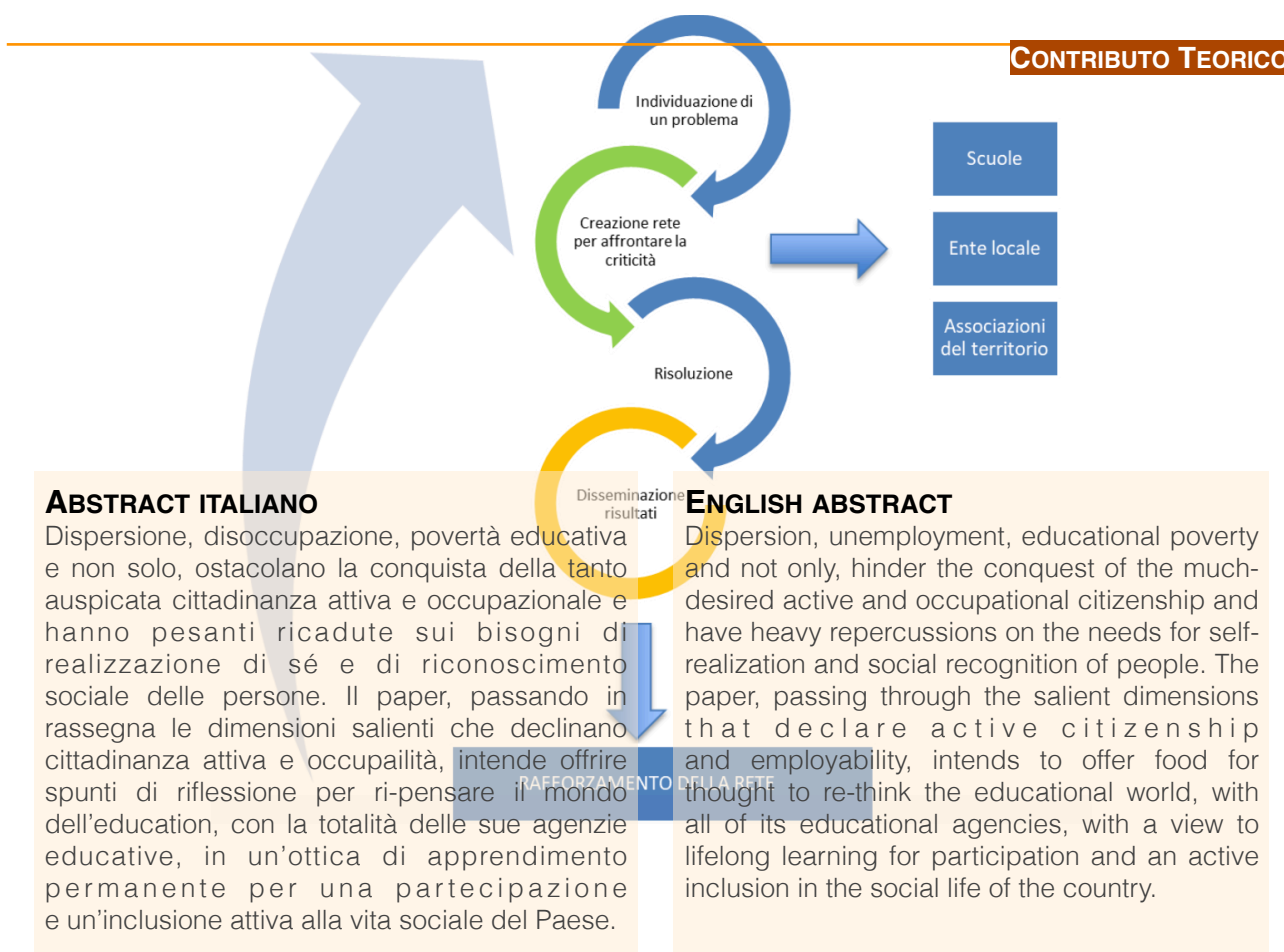 CONTRIBUTO TEORICO
Individuazione di
un problema
Creazione rete
per affrontare la
criticità
Risoluzione
Disseminazione
risultati
Scuole
Ente locale
Associazioni
del territorio
RAFFORZAMENTO DELLA RETE
ABSTRACT ITALIANO
Dispersione, disoccupazione, povertà educativa
e non solo, ostacolano la conquista della tanto
auspicata cittadinanza attiva e occupazionale e
hanno pesanti ricadute sui bisogni di
realizzazione di sé e di riconoscimento
sociale delle persone. Il paper, passando in
rassegna le dimensioni salienti che declinano
cittadinanza attiva e occupailità, intende offrire
spunti di riflessione per ri-pensare il mondo
dell'education, con la totalità delle sue agenzie
educative, in un'ottica di apprendimento
permanente per una partecipazione
e un'inclusione attiva alla vita sociale del Paese.
ENGLISH ABSTRACT
Dispersion, unemployment, educational poverty
and not only, hinder the conquest of the much-
desired active and occupational citizenship and
have heavy repercussions on the needs for self-
realization and social recognition of people. The
paper, passing through the salient dimensions
that declare active citizenship
and employability, intends to offer food for
thought to re-think the educational world, with
all of its educational agencies, with a view to
lifelong learning for participation and an active
inclusion in the social life of the country.